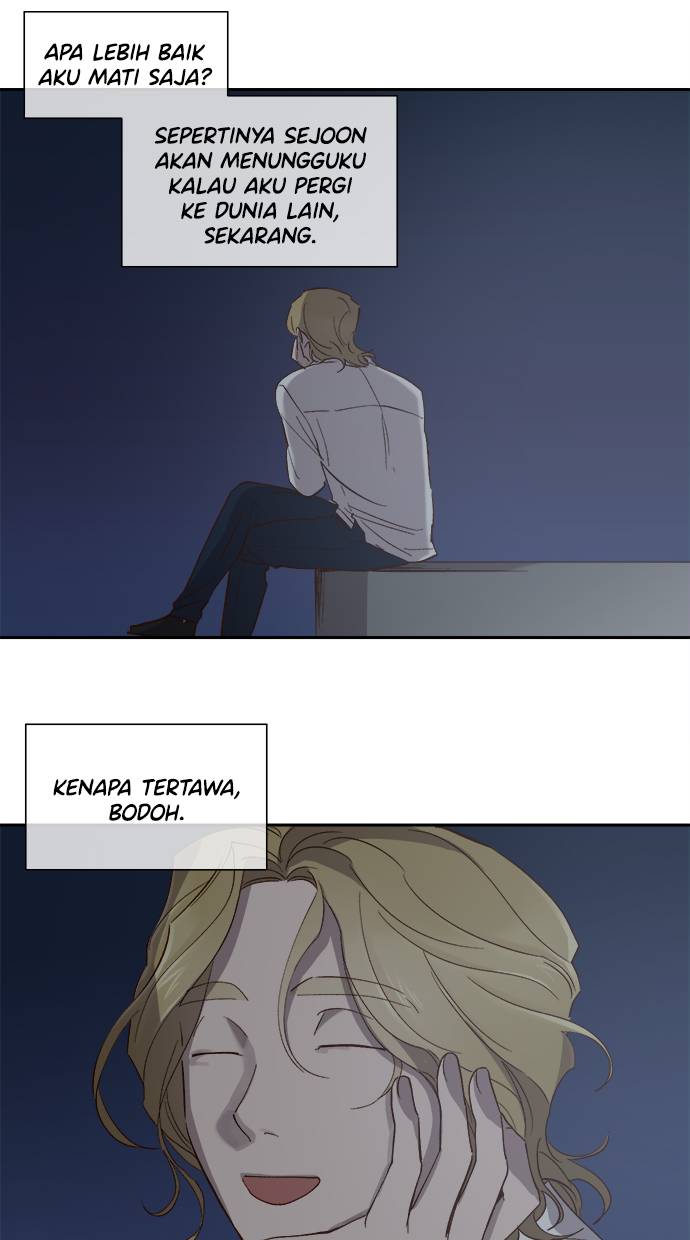 APA LEBIH BAIK
AKU MATI SAJA?
SEPERTINYA SEJOON
AKAN MENUNGGUKU
KALAU AKU PERGI
KE DUNIA LAIN,
SEKARANG.
KENAPA TERTAWA,
BODOH.